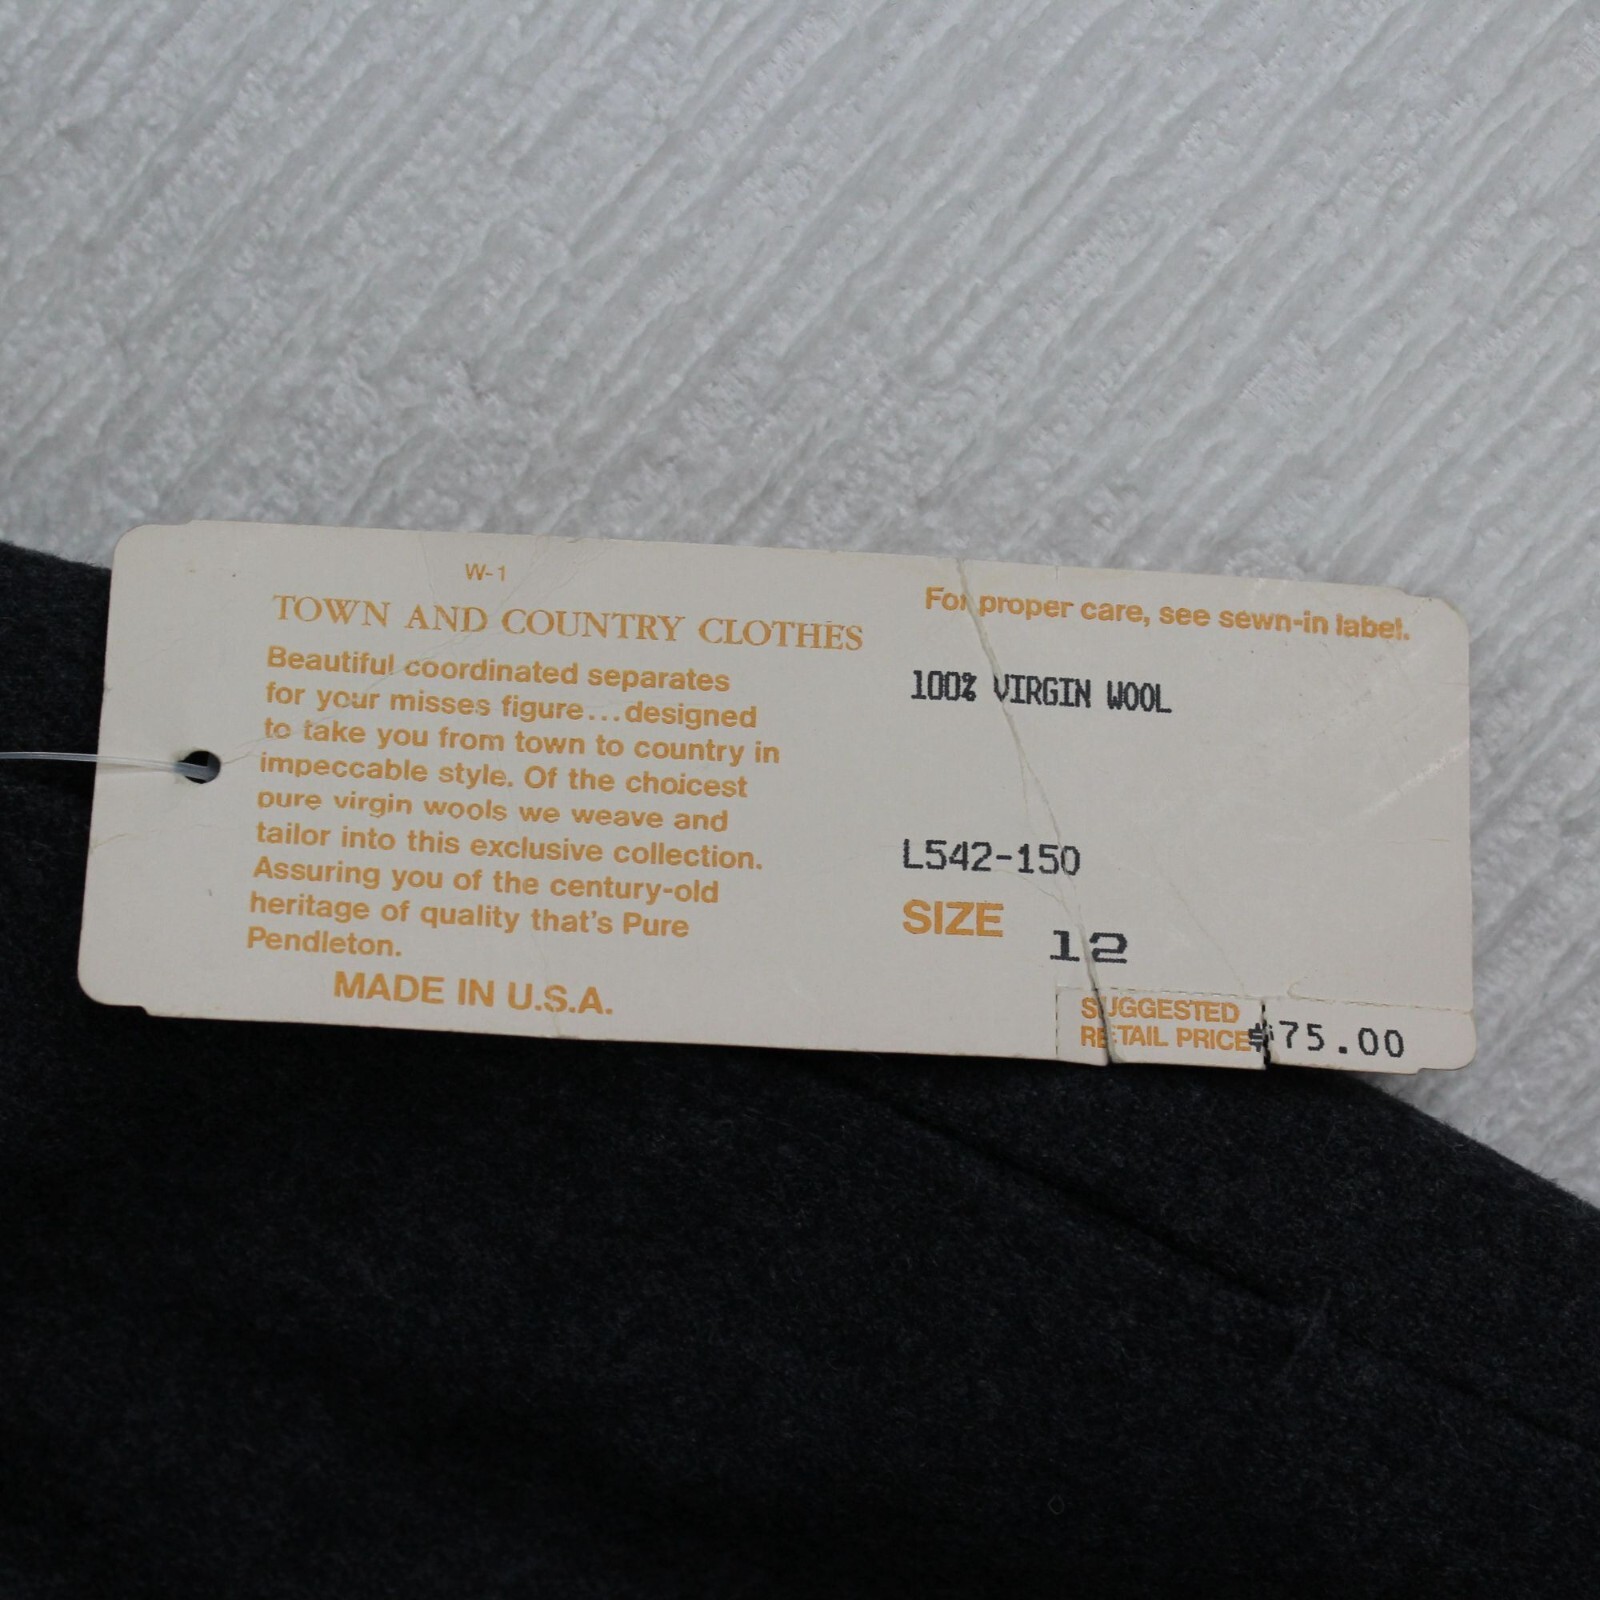 W-1
TOWN AND COUNTRY CLOTHES
Beautiful coordinated separates
for your misses figure...designed
to take you from town to country in
impeccable style. Of the choicest
pure virgin wools we weave and
tailor into this exclusive collection.
Assuring you of the century-old
heritage of quality that's Pure
Pendleton.
MADE IN U.S.A.
For proper care, see sewn-in label.
100% VIRGIN WOOL
L542-150
SIZE 12
SUGGESTED
RETAIL PRICE $75.00